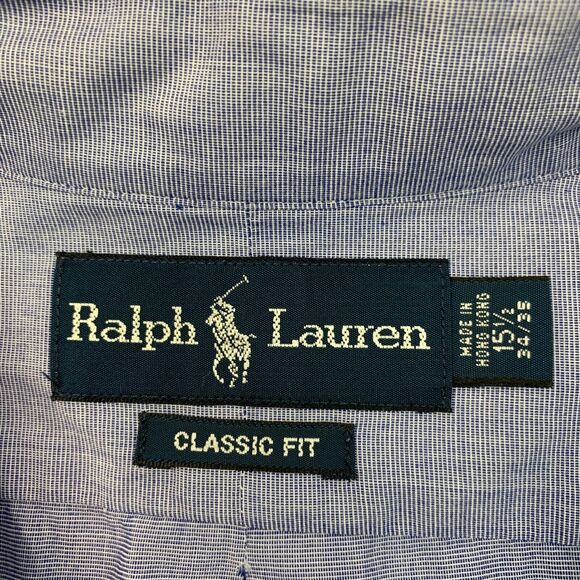 Ralph Lauren
MADE IN
HONG KONG
15½
34/35
CLASSIC FIT